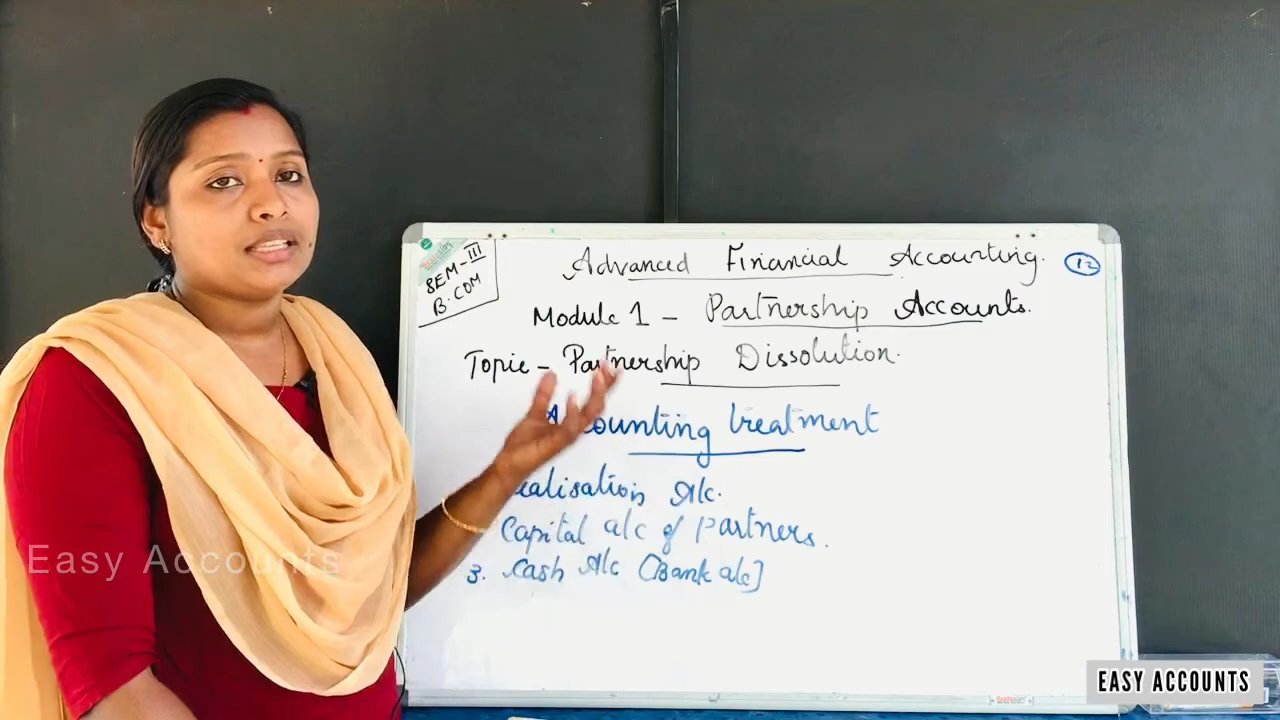 SEM-III
B.COM
Advanced Financial Accounting.
12
Module 1 - Partnership Accounts.
Topic - Partnership Dissolution.
Accounting treatment
ealisation A/c.
Capital a/c of partners.
3. Cash A/c [Bank a/c]
Easy Accounts
EASY ACCOUNTS